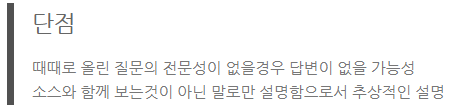 단점
때때로 올린 질문의 전문성이 없을경우 답변이 없을 가능성
소스와 함께 보는것이 아닌 말로만 설명함으로서 추상적인 설명